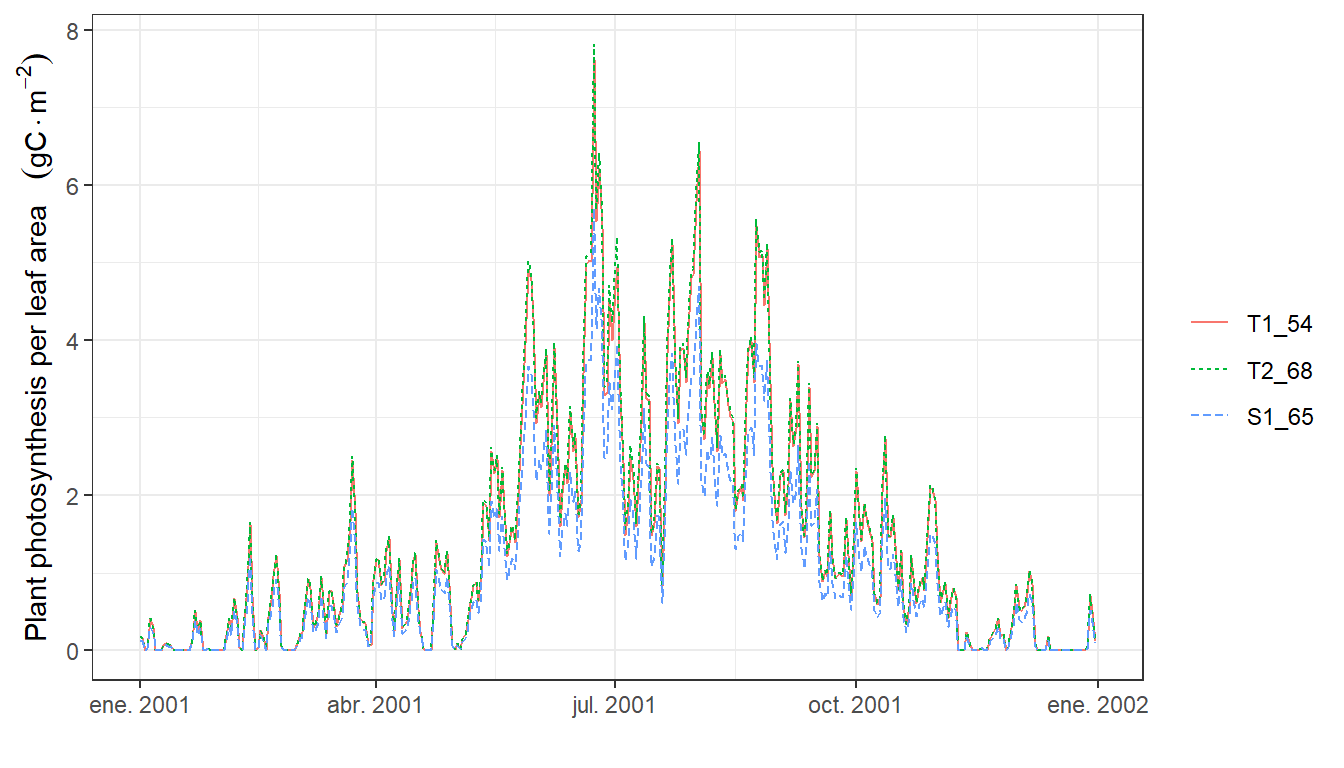 Plant photosynthesis per leaf area (gC · m⁻²)
8
6
4
2
0
ene. 2001 abr. 2001 jul. 2001 oct. 2001 ene. 2002
T1_54
T2_68
S1_65